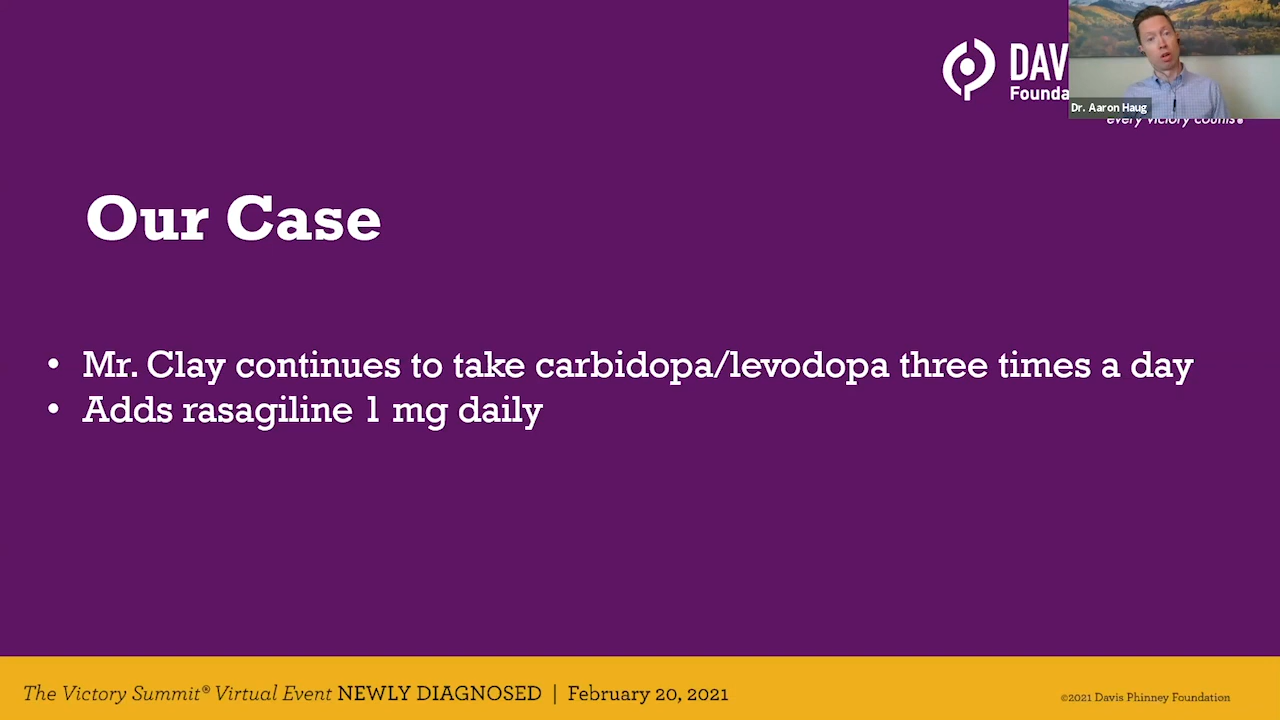 DAV
Founda
Dr. Aaron Haug
every victory counts®
Our Case
• Mr. Clay continues to take carbidopa/levodopa three times a day
• Adds rasagiline 1 mg daily
The Victory Summit® Virtual Event NEWLY DIAGNOSED | February 20, 2021
©2021 Davis Phinney Foundation